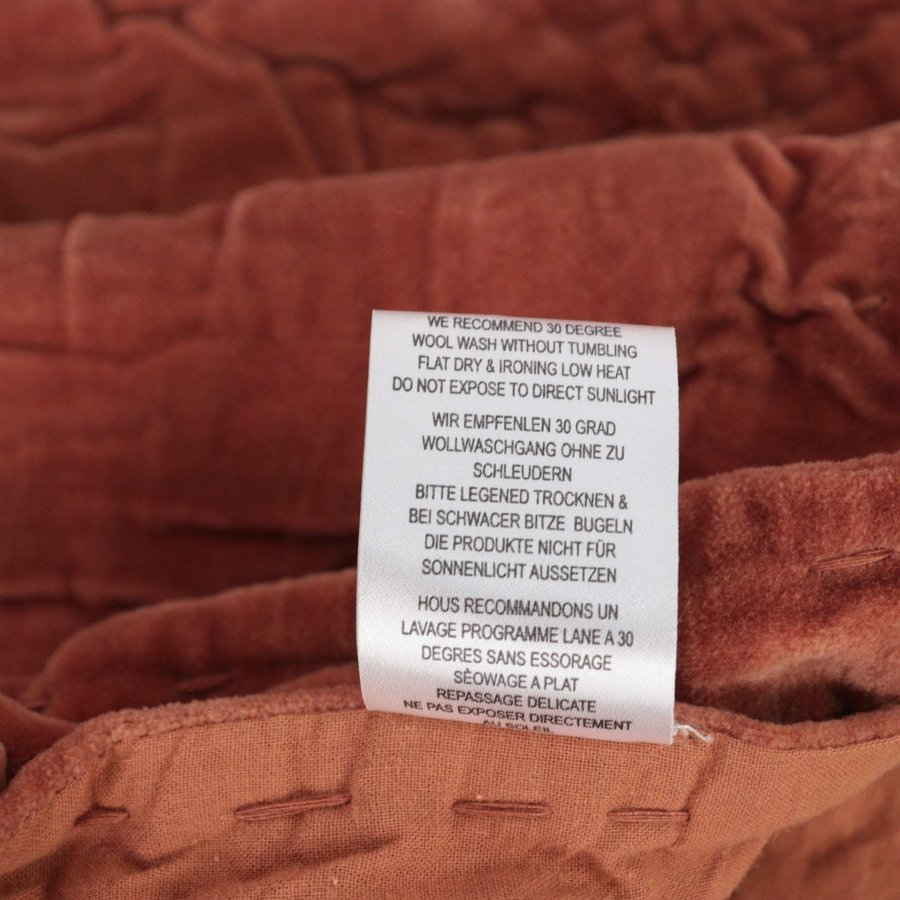 WE RECOMMEND 30 DEGREE
WOOL WASH WITHOUT TUMBLING
FLAT DRY & IRONING LOW HEAT
DO NOT EXPOSE TO DIRECT SUNLIGHT
WIR EMPFENLEN 30 GRAD
WOLLWASCHGANG OHNE ZU
SCHLEUDERN
BITTE LEGENED TROCKNEN &
BEI SCHWACER BITZE BUGELN
DIE PRODUKTE NICHT FÜR
SONNENLICHT AUSSETZEN
HOUS RECOMMANDONS UN
LAVAGE PROGRAMME LANE A 30
DEGRES SANS ESSORAGE
SÈOWAGE A PLAT
REPASSAGE DELICATE
NE PAS EXPOSER DIRECTEMENT
AU SOLEIL